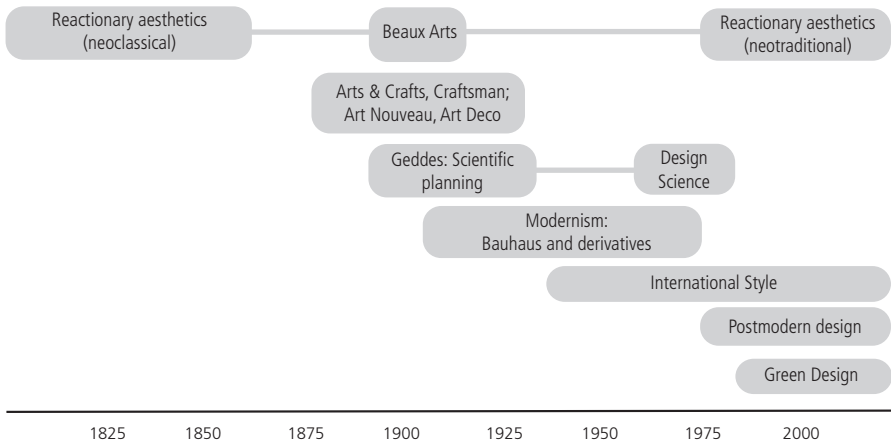 Reactionary aesthetics
(neoclassical)
Beaux Arts
Reactionary aesthetics
(neotraditional)
Arts & Crafts, Craftsman;
Art Nouveau, Art Deco
Geddes: Scientific
planning
Design
Science
Modernism:
Bauhaus and derivatives
International Style
Postmodern design
Green Design
1825 1850 1875 1900 1925 1950 1975 2000